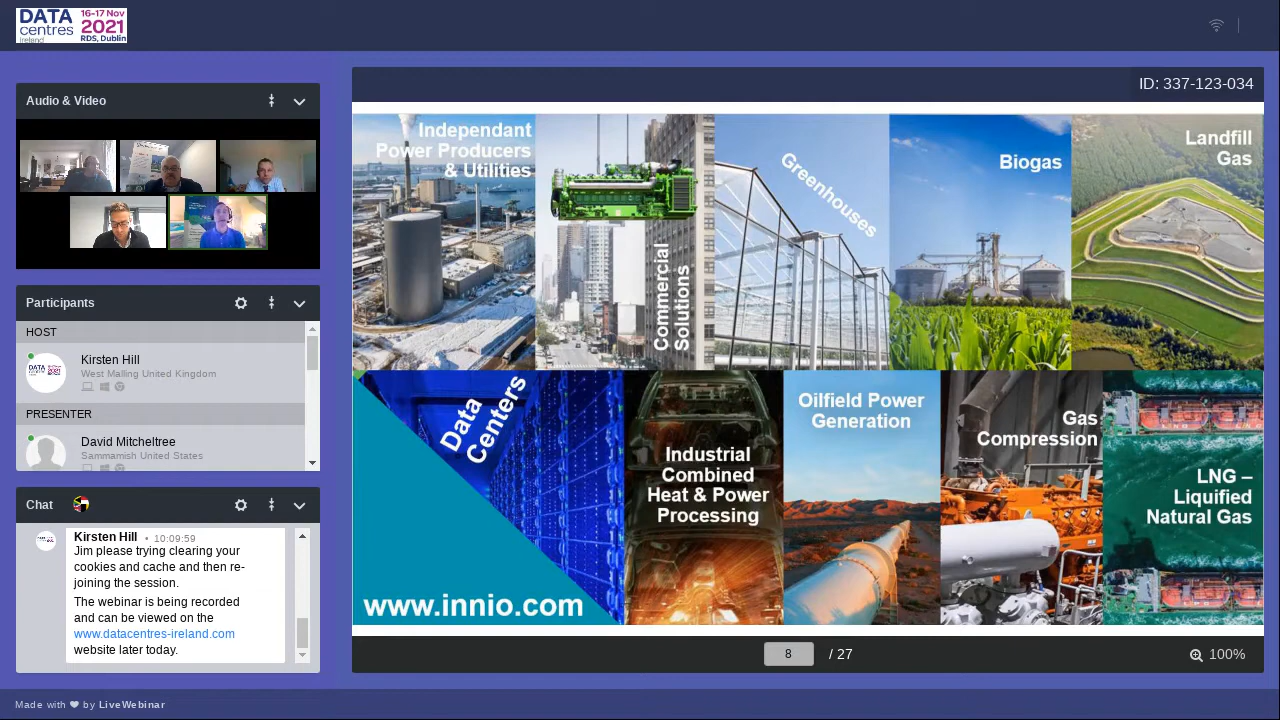 DATA
centres
ireland
16-17 Nov
2021
RDS, Dublin
ID: 337-123-034
Audio & Video
Participants
HOST
Kirsten Hill
West Malling United Kingdom
PRESENTER
David Mitcheltree
Sammamish United States
Chat
Kirsten Hill • 10:09:59
Jim please trying clearing your
cookies and cache and then re-
joining the session.
The webinar is being recorded
and can be viewed on the
www.datacentres-ireland.com
website later today.
Independant
Power Producers
& Utilities
Commercial
Solutions
Greenhouses
Biogas
Landfill
Gas
Data
Centers
www.innio.com
Industrial
Combined
Heat & Power
Processing
Oilfield Power
Generation
Gas
Compression
LNG –
Liquified
Natural Gas
8 / 27
100%
Made with ❤ by LiveWebinar